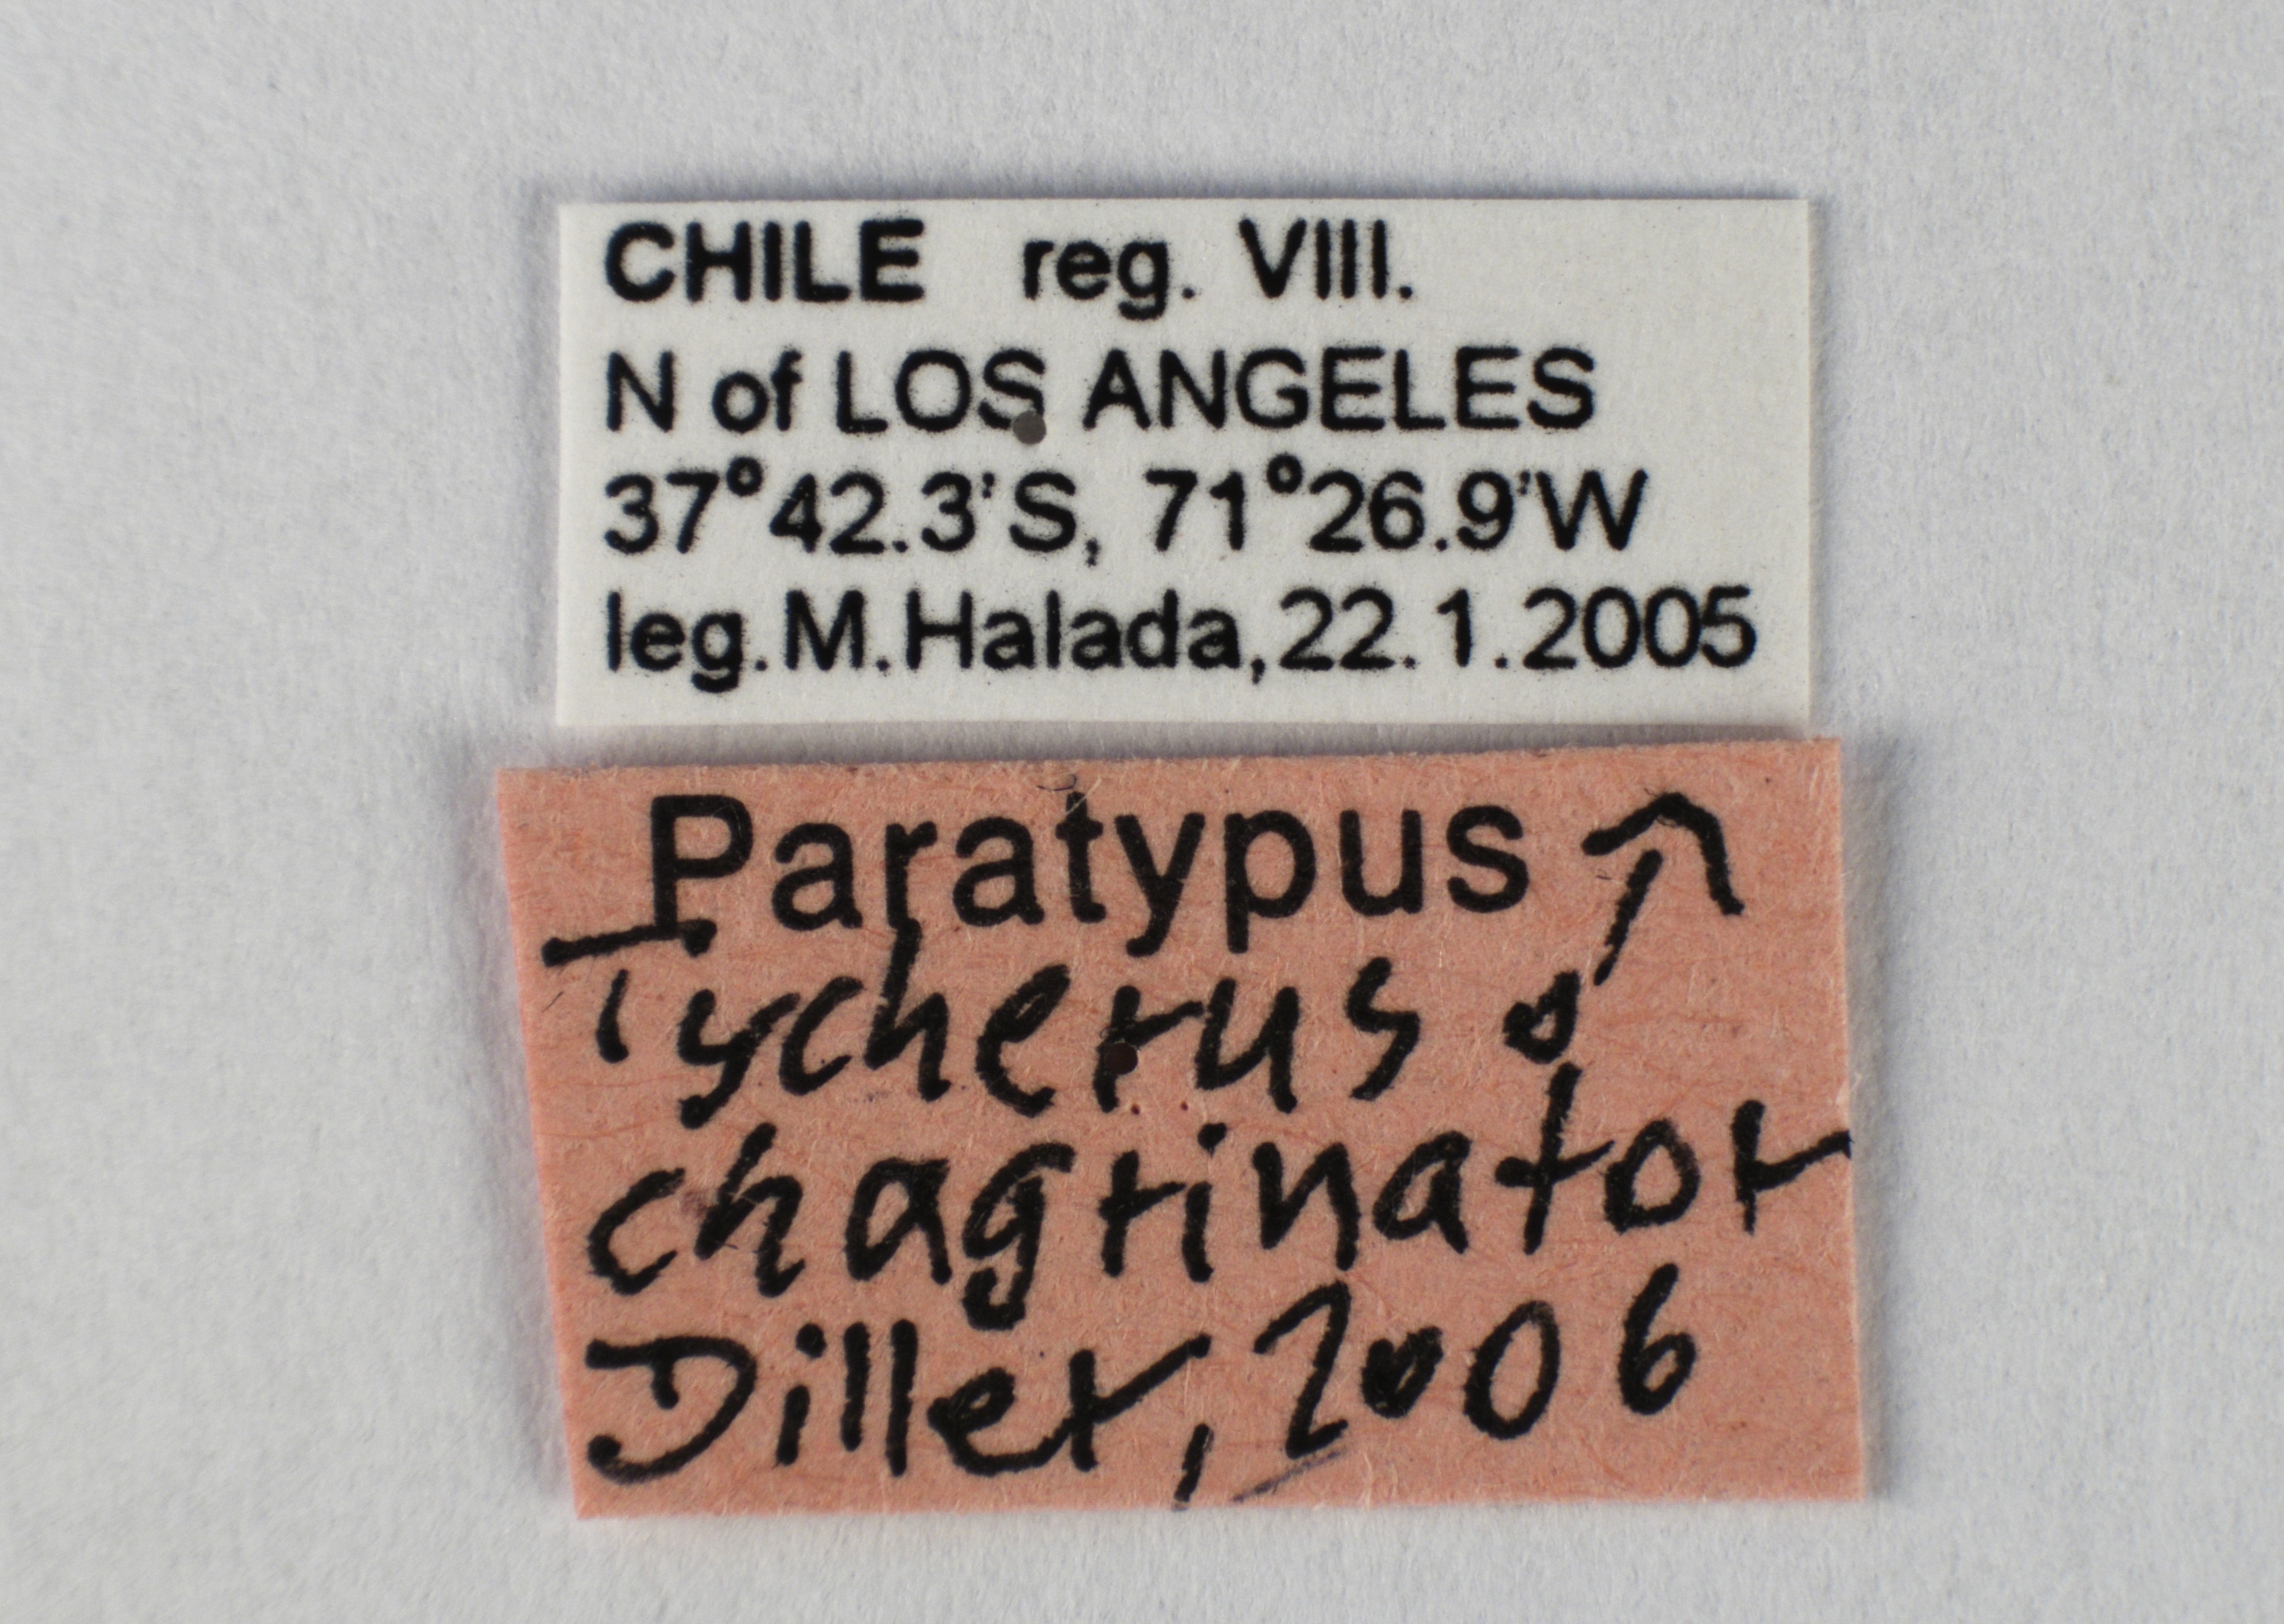 CHILE reg. VIII.
N of LOS ANGELES
37°42.3'S, 71°26.9'W
leg.M.Halada,22.1.2005
Paratypus ♂
Tycherus
chagrinator
Diller, 2006